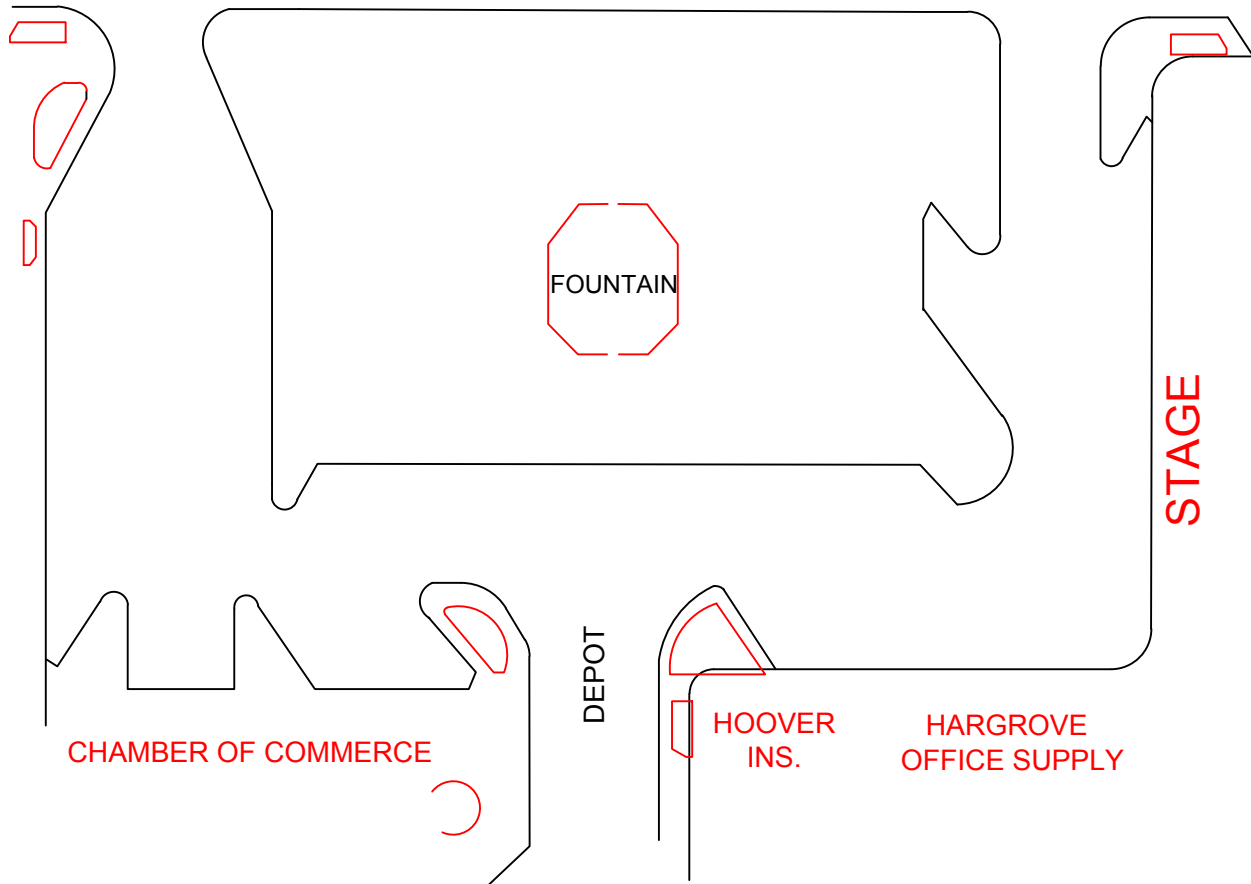 FOUNTAIN
STAGE
DEPOT
CHAMBER OF COMMERCE
HOOVER
INS.
HARGROVE
OFFICE SUPPLY